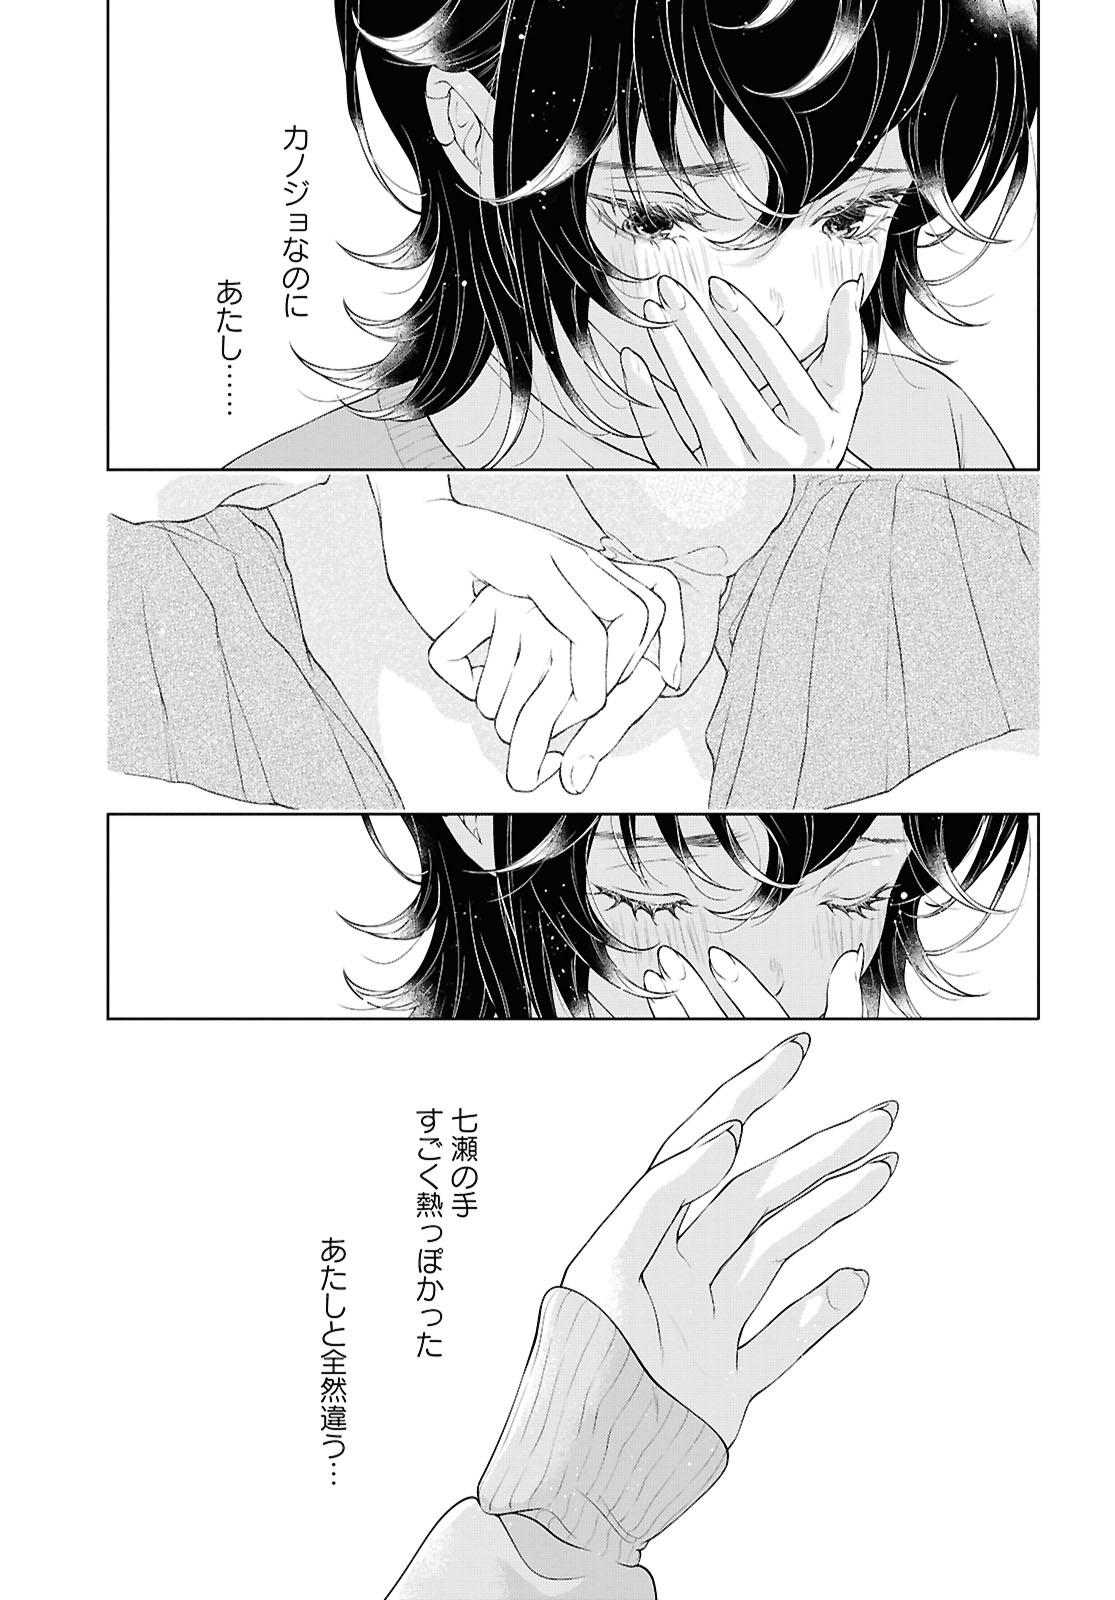 カノジョなのに
あたし……
七瀬の手
すごく熱っぽかった
あたしと全然違う…